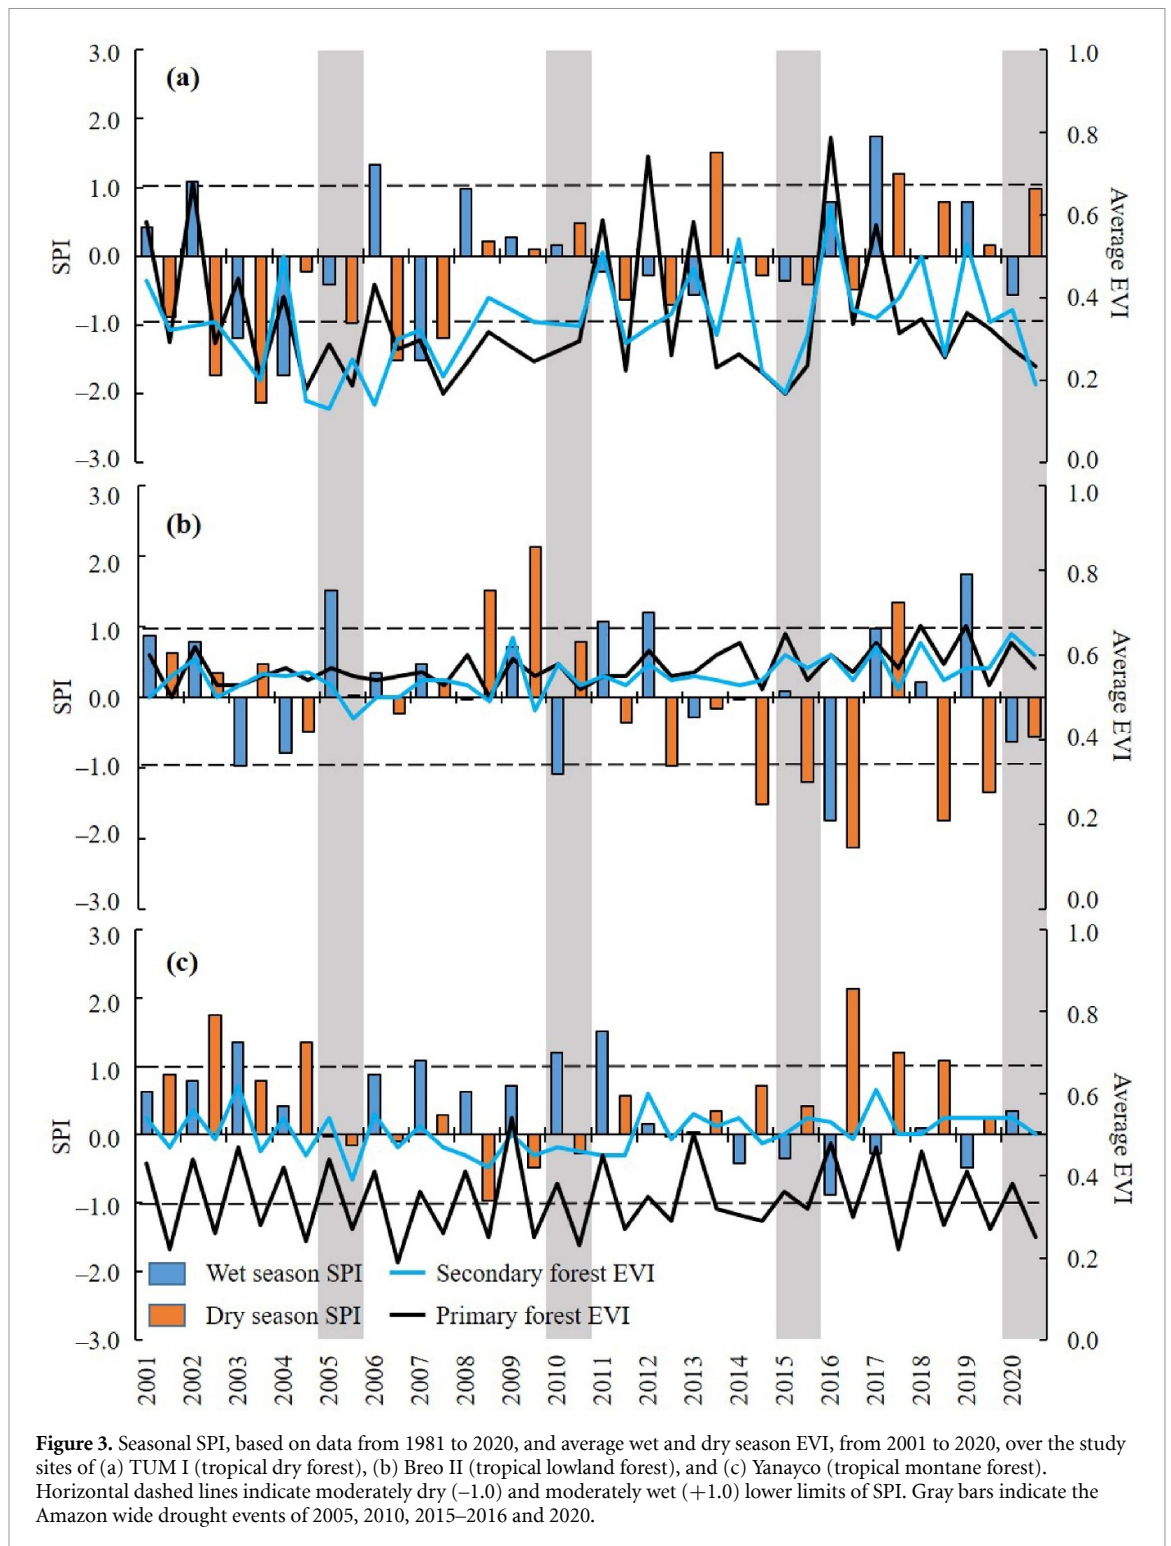 3.0
1.0
(a)
2.0
0.8
1.0
0.6
SPI
0.0
Average EVI
0.4
–1.0
0.2
–2.0
–3.0
0.0
3.0
1.0
(b)
2.0
0.8
1.0
0.6
SPI
0.0
Average EVI
0.4
–1.0
0.2
–2.0
–3.0
0.0
3.0
1.0
(c)
2.0
0.8
1.0
0.6
SPI
0.0
Average EVI
0.4
–1.0
0.2
–2.0
–3.0
0.0
Wet season SPI
Secondary forest EVI
Dry season SPI
Primary forest EVI
2001 2002 2003 2004 2005 2006 2007 2008 2009 2010 2011 2012 2013 2014 2015 2016 2017 2018 2019 2020
Figure 3. Seasonal SPI, based on data from 1981 to 2020, and average wet and dry season EVI, from 2001 to 2020, over the study
sites of (a) TUM I (tropical dry forest), (b) Breo II (tropical lowland forest), and (c) Yanayco (tropical montane forest).
Horizontal dashed lines indicate moderately dry (–1.0) and moderately wet (+1.0) lower limits of SPI. Gray bars indicate the
Amazon wide drought events of 2005, 2010, 2015–2016 and 2020.